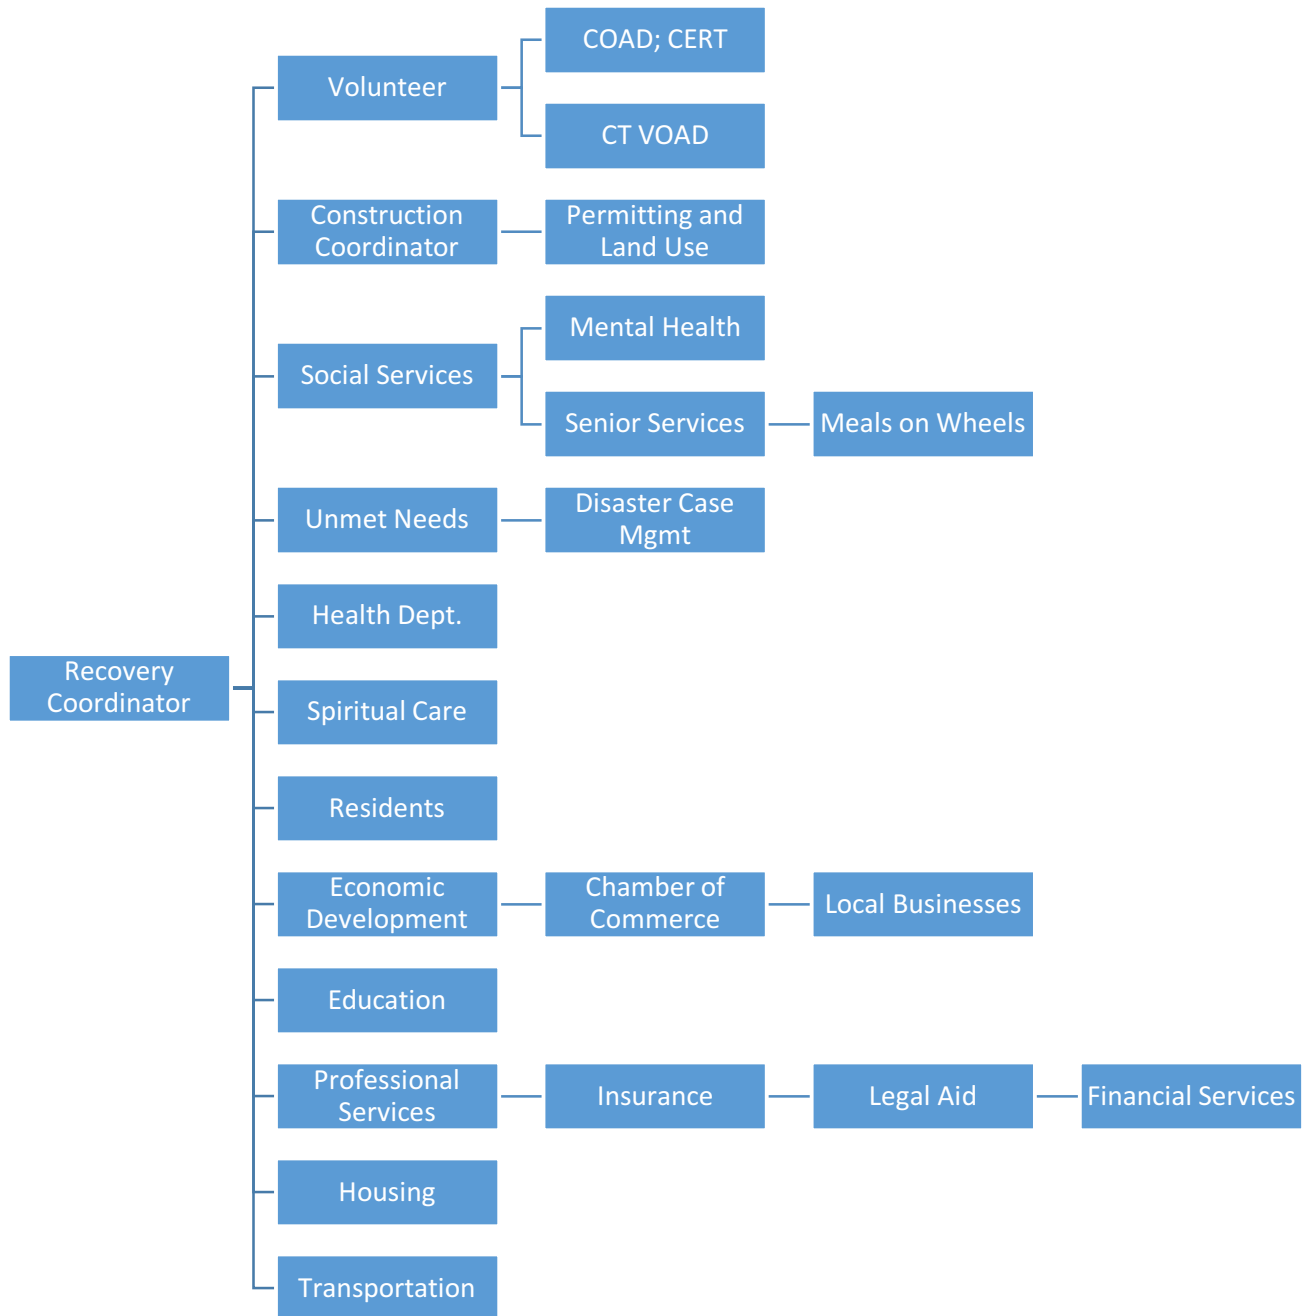 COAD; CERT
Volunteer
CT VOAD
Construction
Coordinator
Permitting and
Land Use
Mental Health
Social Services
Senior Services
Meals on Wheels
Unmet Needs
Disaster Case
Mgmt
Health Dept.
Recovery
Coordinator
Spiritual Care
Residents
Economic
Development
Chamber of
Commerce
Local Businesses
Education
Professional
Services
Insurance
Legal Aid
Financial Services
Housing
Transportation